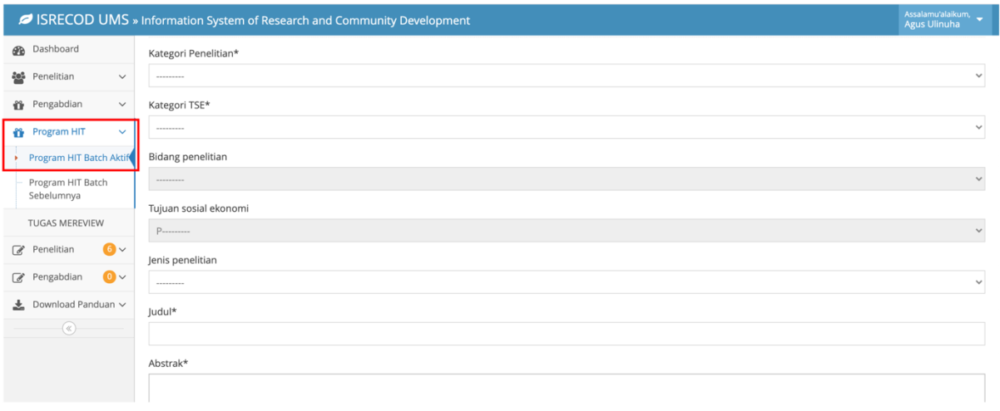 ISRECOD UMS » Information System of Research and Community Development
Assalamu'alaikum,
Agus Ulinuha
Dashboard
Penelitian
Pengabdian
Program HIT
Program HIT Batch Aktif
Program HIT Batch
Sebelumnya
TUGAS MEREVIEW
Penelitian 6
Pengabdian 0
Download Panduan
Kategori Penelitian*
---------
Kategori TSE*
---------
Bidang penelitian
---------
Tujuan sosial ekonomi
P---------
Jenis penelitian
---------
Judul*
Abstrak*